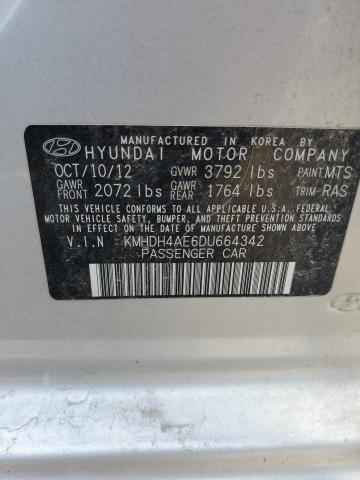 MANUFACTURED IN KOREA BY
HYUNDAI MOTOR COMPANY
OCT/10/12 GVWR 3792 lbs PAINT MTS
GAWR FRONT 2072 lbs GAWR REAR 1764 lbs TRIM RAS
THIS VEHICLE CONFORMS TO ALL APPLICABLE U.S.A. FEDERAL
MOTOR VEHICLE SAFETY, BUMPER, AND THEFT PREVENTION
STANDARDS IN EFFECT ON THE DATE OF MANUFACTURE
SHOWN ABOVE.
V.I.N KMHDH4AE6DU664342
PASSENGER CAR